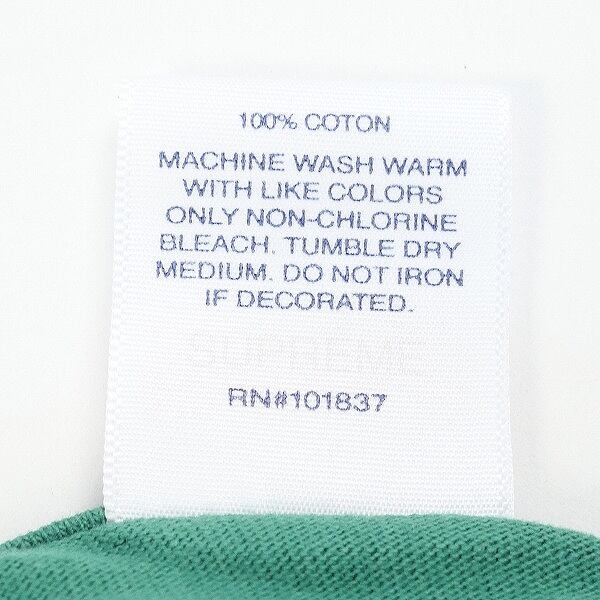 100% COTON
MACHINE WASH WARM
WITH LIKE COLORS
ONLY NON-CHLORINE
BLEACH. TUMBLE DRY
MEDIUM. DO NOT IRON
IF DECORATED.
SUPREME
RN#101837